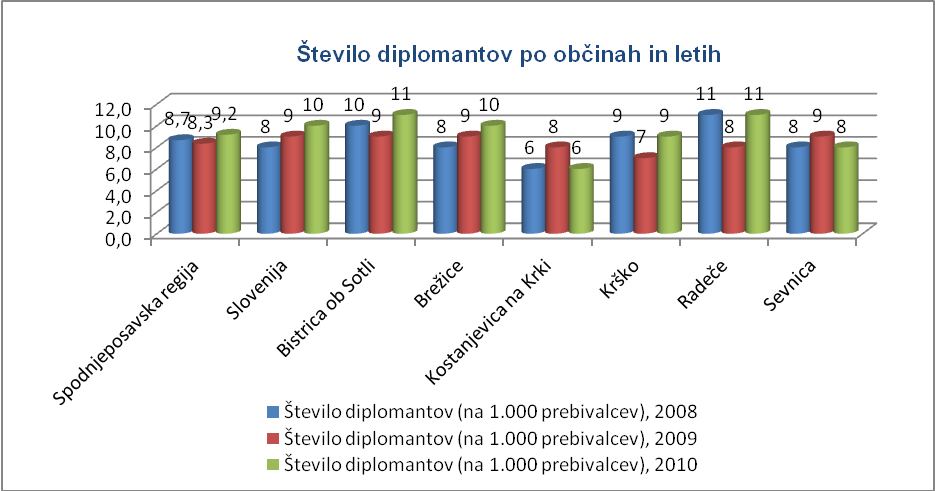 Število diplomantov po občinah in letih
12,0
10,0
8,0
6,0
4,0
2,0
0,0
8,7 8,3 9,2
8 9 10
10 9 11
8 9 10
6 8 6
9 7 9
11 8 11
8 9 8
Spodnjeposavska regija
Slovenija
Bistrica ob Sotli
Brežice
Kostanjevica na Krki
Krško
Radeče
Sevnica
Število diplomantov (na 1.000 prebivalcev), 2008
Število diplomantov (na 1.000 prebivalcev), 2009
Število diplomantov (na 1.000 prebivalcev), 2010